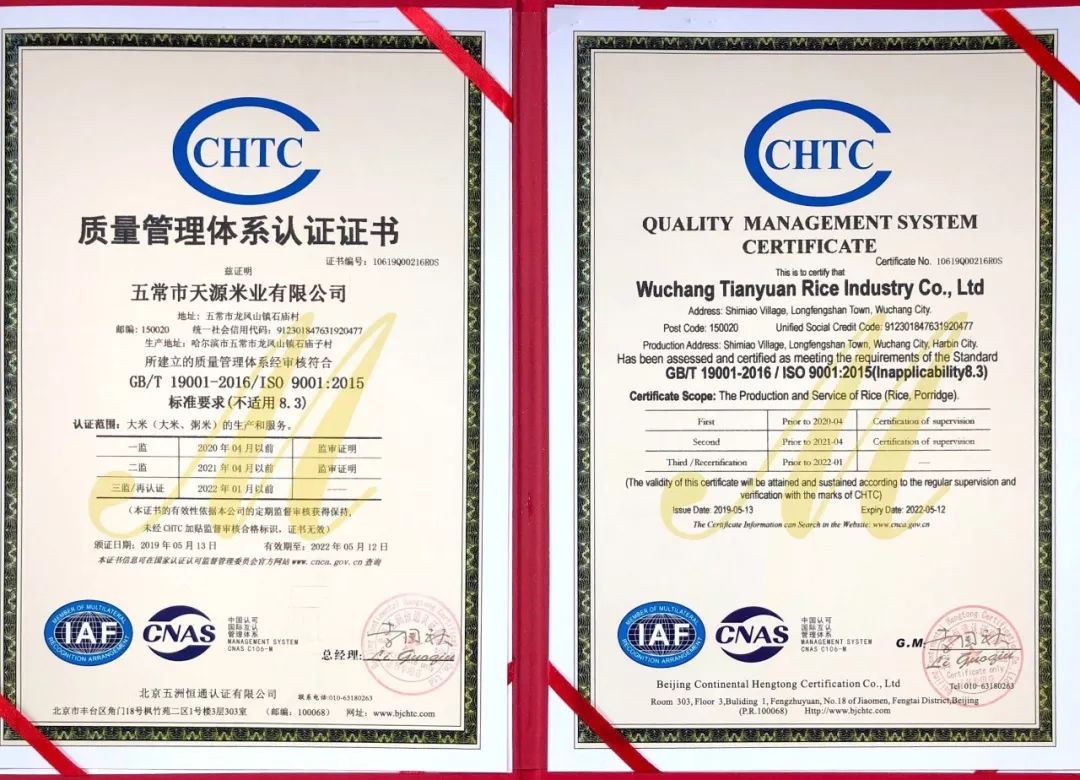 CHTC
质量管理体系认证证书
证书编号：10619Q00216R0S
兹证明
五常市天源米业有限公司
地址：五常市龙凤山镇石庙村
邮编：150020 统一社会信用代码：912301847631920477
生产地址：哈尔滨市五常市龙凤山镇石庙子村
所建立的质量管理体系经审核符合
GB/T 19001-2016/ISO 9001:2015
标准要求(不适用 8.3)
认证范围：大米（大米、粥米）的生产和服务。
一监 2020 年 04 月以前 监审证明
二监 2021 年 04 月以前 监审证明
三监/再认证 2022 年 01 月以前 ——
（本证书的有效性依据本公司的定期监督审核获得保持，
未经 CHTC 加贴监督审核合格标识，证书无效）
颁证日期：2019 年 05 月 13 日 有效期至：2022 年 05 月 12 日
本证书信息可在国家认证认可监督管理委员会官方网站 www.cnca.gov.cn 查询
MEMBER OF MULTILATERAL
IAF
RECOGNITION ARRANGEMENT
CNAS
中国认可
国际互认
管理体系
MANAGEMENT SYSTEM
CNAS C106-M
总经理：
Li Guoqin
北京五洲恒通认证有限公司 联系电话:010-63180263
北京市丰台区角门18号枫竹苑二区1号楼3层303室 （邮编：100068） 网址：www.bjchtc.com
CHTC
QUALITY MANAGEMENT SYSTEM
CERTIFICATE
Certificate No. 10619Q00216R0S
This is to certify that
Wuchang Tianyuan Rice Industry Co., Ltd
Address: Shimiao Village, Longfengshan Town, Wuchang City.
Post Code: 150020 Unified Social Credit Code: 912301847631920477
Production Address: Shimiao Village, Longfengshan Town, Wuchang City, Harbin City.
Has been assessed and certified as meeting the requirements of the Standard
GB/T 19001-2016 / ISO 9001:2015(Inapplicability8.3)
Certificate Scope: The Production and Service of Rice (Rice, Porridge).
First Prior to 2020-04 Certification of supervision
Second Prior to 2021-04 Certification of supervision
Third /Recertification Prior to 2022-01 ——
(The validity of this certificate will be attained and sustained according to the regular supervision and
verification with the marks of CHTC)
Issue Date: 2019-05-13 Expiry Date: 2022-05-12
The Certificate Information can Search in the Website: www.cnca.gov.cn
MEMBER OF MULTILATERAL
IAF
RECOGNITION ARRANGEMENT
CNAS
中国认可
国际互认
管理体系
MANAGEMENT SYSTEM
CNAS C106-M
G.M.
Li Guoqin
Certificate only
Beijing Continental Hengtong Certification Co., Ltd Tel:010-63180263
Room 303, Floor 3,Buliding 1, Fengzhuyuan, No.18 of Jiaomen, Fengtai District,Beijing
(P.R.100068) Http://www.bjchtc.com